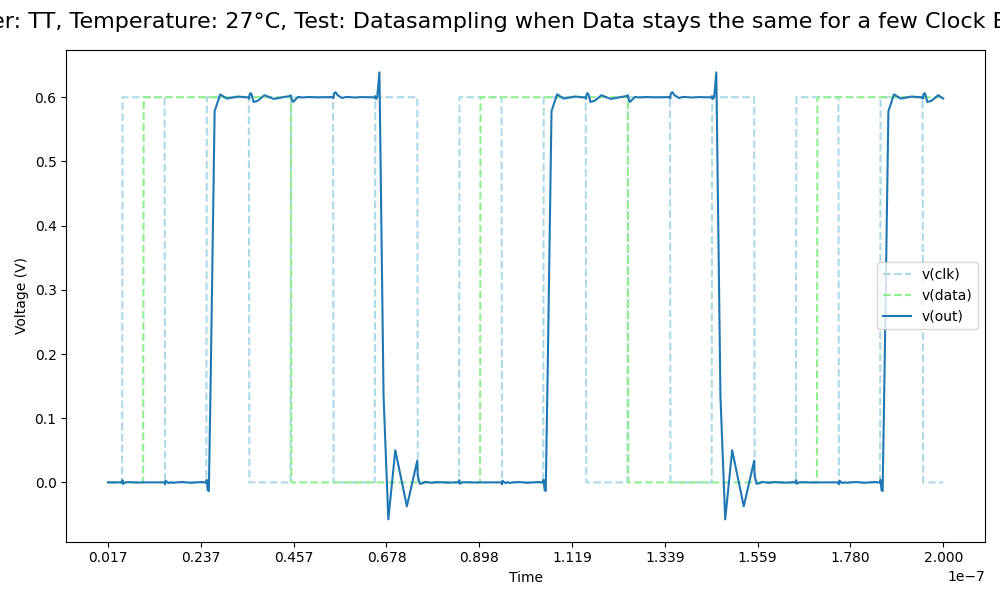 er: TT, Temperature: 27°C, Test: Datasampling when Data stays the same for a few Clock E
0.6
0.5
0.4
0.3
0.2
0.1
0.0
Voltage (V)
v(clk)
v(data)
v(out)
0.017 0.237 0.457 0.678 0.898 1.119 1.339 1.559 1.780 2.000
1e−7
Time